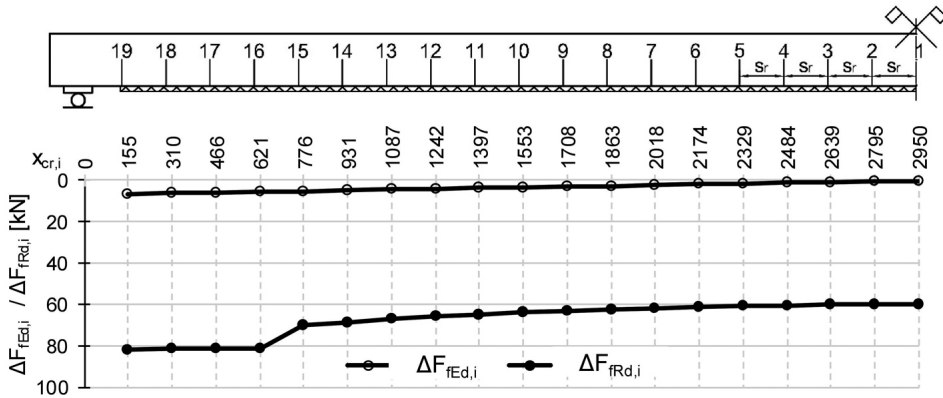 19 18 17 16 15 14 13 12 11 10 9 8 7 6 5 4 3 2 1
sr sr sr sr
xcr,i 0 155 310 466 621 776 931 1087 1242 1397 1553 1708 1863 2018 2174 2329 2484 2639 2795 2950
ΔFfEd,i / ΔFfRd,i [kN]
0
20
40
60
80
100
ΔFfEd,i ΔFfRd,i